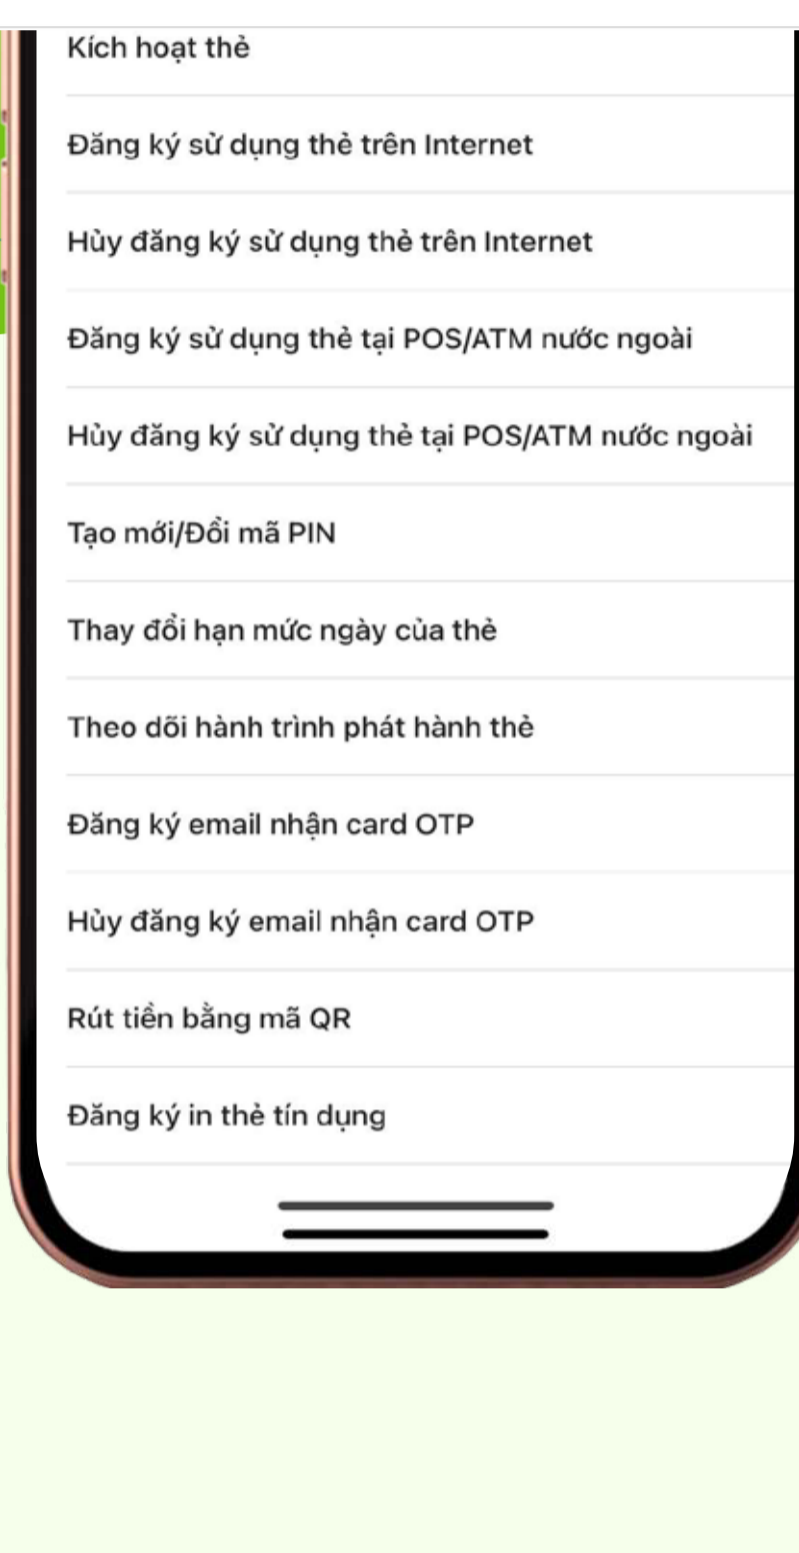 Kích hoạt thẻ
Đăng ký sử dụng thẻ trên Internet
Hủy đăng ký sử dụng thẻ trên Internet
Đăng ký sử dụng thẻ tại POS/ATM nước ngoài
Hủy đăng ký sử dụng thẻ tại POS/ATM nước ngoài
Tạo mới/Đổi mã PIN
Thay đổi hạn mức ngày của thẻ
Theo dõi hành trình phát hành thẻ
Đăng ký email nhận card OTP
Hủy đăng ký email nhận card OTP
Rút tiền bằng mã QR
Đăng ký in thẻ tín dụng